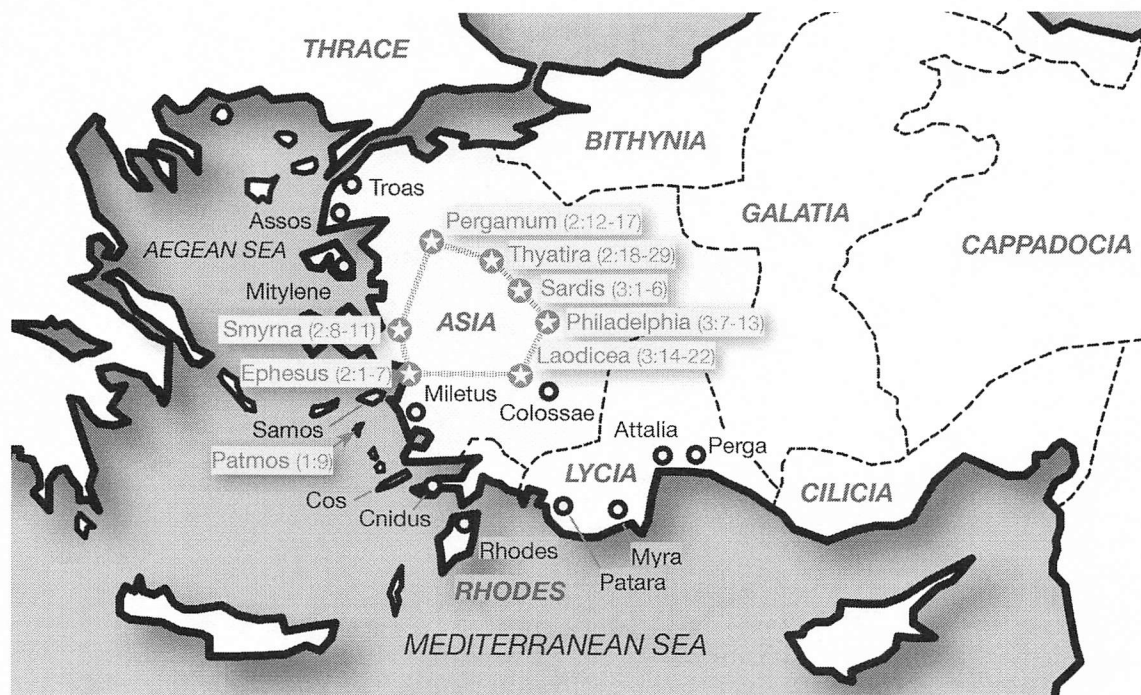 THRACE
BITHYNIA
GALATIA
CAPPADOCIA
Troas
Assos
AEGEAN SEA
Mitylene
Pergamum (2:12-17)
Thyatira (2:18-29)
Sardis (3:1-6)
ASIA
Smyrna (2:8-11)
Philadelphia (3:7-13)
Laodicea (3:14-22)
Ephesus (2:1-7)
Miletus
Colossae
Samos
Patmos (1:9)
Attalia
Perga
LYCIA
CILICIA
Cos
Cnidus
Rhodes
Myra
Patara
RHODES
MEDITERRANEAN SEA